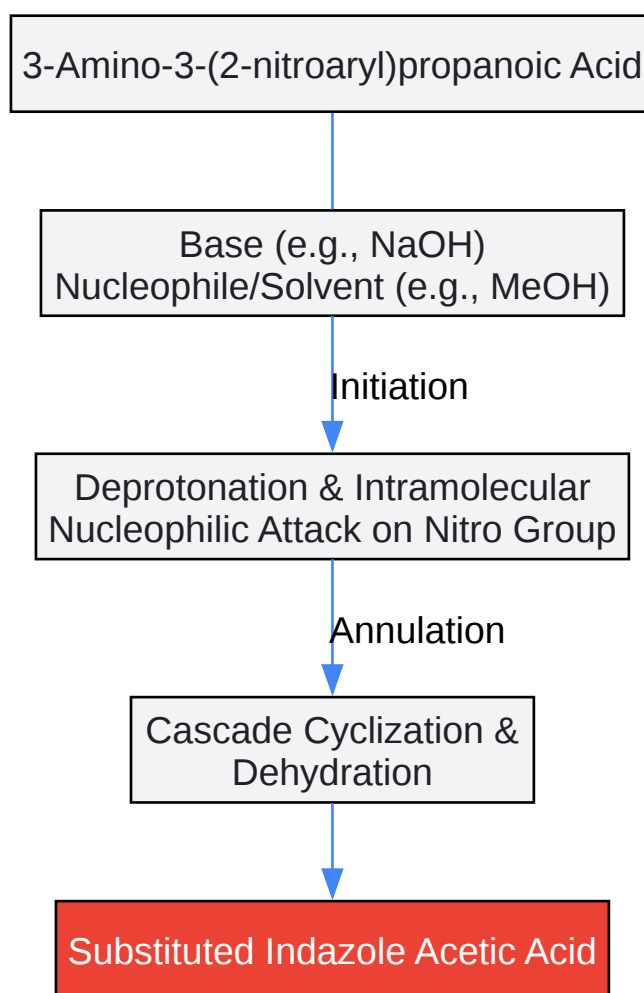 3-Amino-3-(2-nitroaryl)propanoic Acid
Base (e.g., NaOH)
Nucleophile/Solvent (e.g., MeOH)
Initiation
Deprotonation & Intramolecular
Nucleophilic Attack on Nitro Group
Annulation
Cascade Cyclization &
Dehydration
Substituted Indazole Acetic Acid